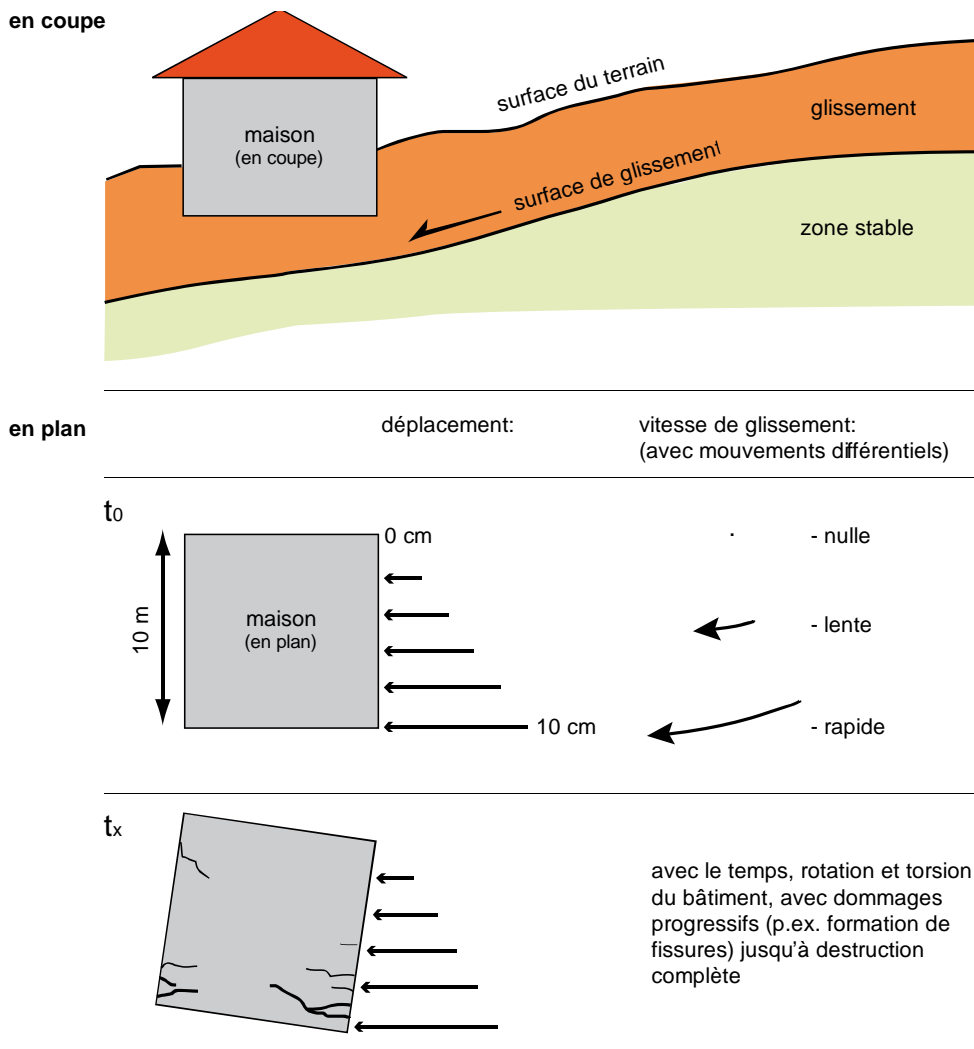 en coupe
surface du terrain
glissement
maison
(en coupe)
surface de glissement
zone stable
en plan
déplacement:
vitesse de glissement:
(avec mouvements différentiels)
t0
0 cm
- nulle
10 m
maison
(en plan)
- lente
10 cm
- rapide
tx
avec le temps, rotation et torsion
du bâtiment, avec dommages
progressifs (p.ex. formation de
fissures) jusqu'à destruction
complète